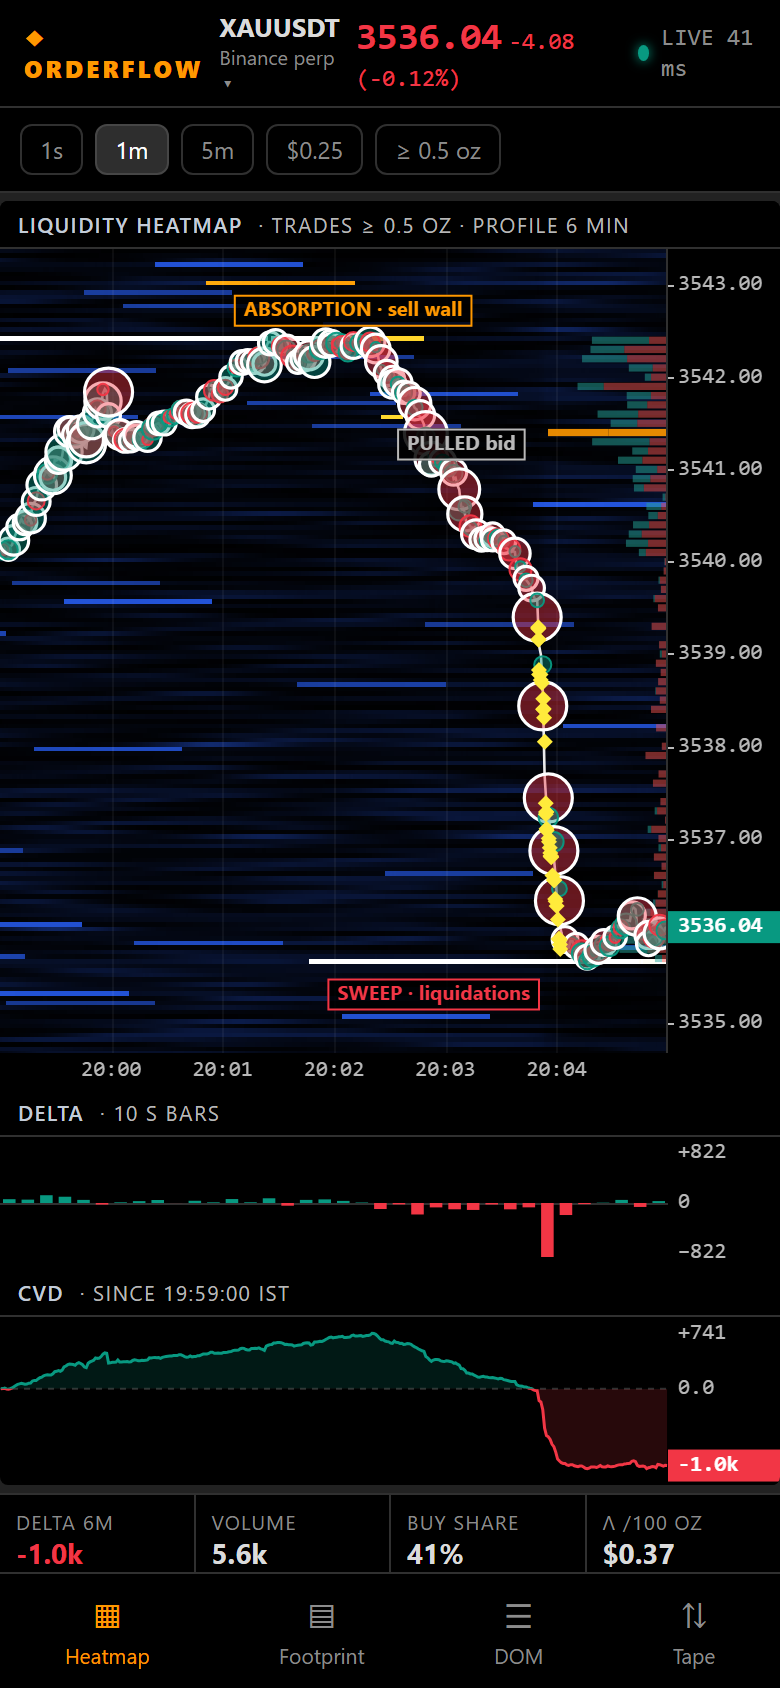 ◆ ORDERFLOW
XAUUSDT
Binance perp ▾
3536.04 -4.08
(-0.12%)
LIVE 41 ms
1s 1m 5m $0.25 ≥ 0.5 oz
LIQUIDITY HEATMAP · TRADES ≥ 0.5 OZ · PROFILE 6 MIN
3543.00
ABSORPTION · sell wall
3542.00
PULLED bid
3541.00
3540.00
3539.00
3538.00
3537.00
3536.04
SWEEP · liquidations
3535.00
20:00 20:01 20:02 20:03 20:04
DELTA · 10 S BARS
+822
0
−822
CVD · SINCE 19:59:00 IST
+741
0.0
-1.0k
DELTA 6M VOLUME BUY SHARE Λ /100 OZ
-1.0k 5.6k 41% $0.37
Heatmap Footprint DOM Tape